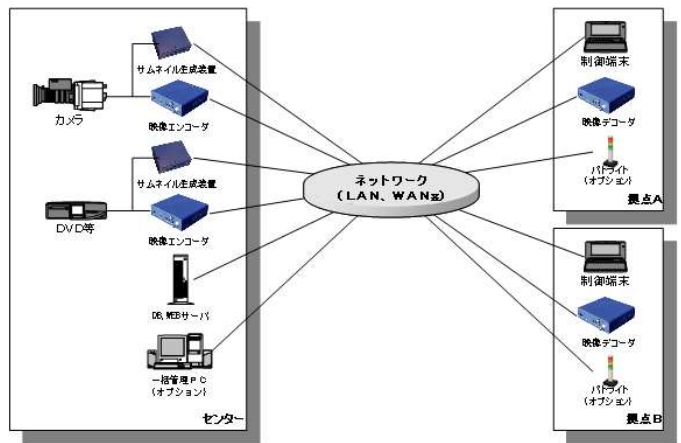 サムネイル生成装置
カメラ
映像エンコーダ
サムネイル生成装置
DVD等
映像エンコーダ
DB,WEBサーバ
一括管理PC
(オプション)
センター
ネットワーク
(LAN、WAN等)
制御端末
映像デコーダ
パトライト
(オプション)
拠点A
制御端末
映像デコーダ
パトライト
(オプション)
拠点B